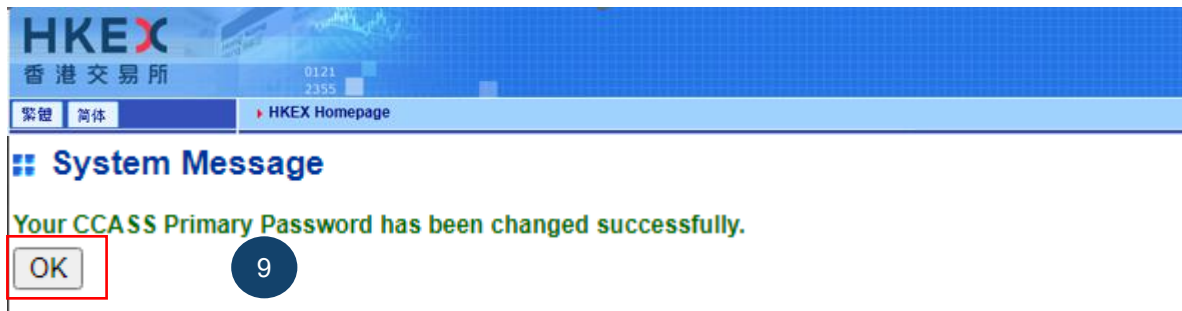 HKEX
香港交易所
0121
2355
繁體 简体
HKEX Homepage
System Message
Your CCASS Primary Password has been changed successfully.
OK
9